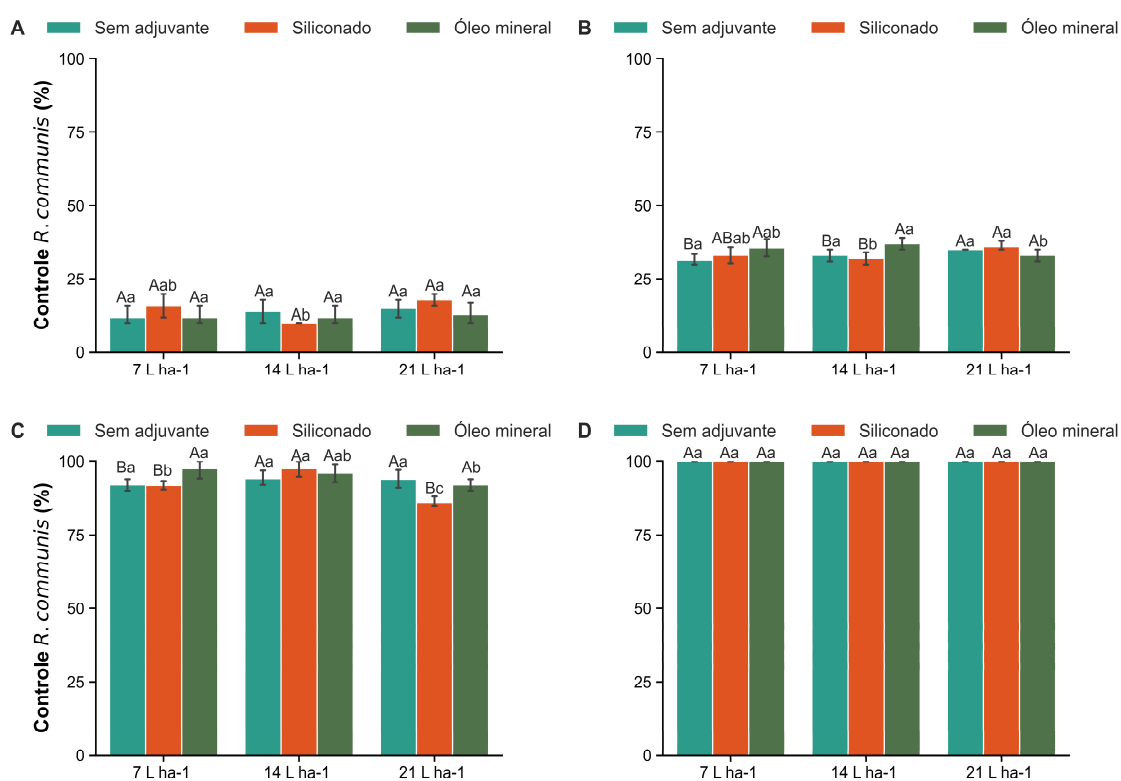 A Sem adjuvante Siliconado Óleo mineral
Controle R. communis (%)
100
75
50
25
0
Aa Aab Aa Aa Ab Aa Aa Aa Aa
7 L ha-1 14 L ha-1 21 L ha-1
B Sem adjuvante Siliconado Óleo mineral
100
75
50
25
0
Ba ABab Aab Ba Bb Aa Aa Aa Ab
7 L ha-1 14 L ha-1 21 L ha-1
C Sem adjuvante Siliconado Óleo mineral
Controle R. communis (%)
100
75
50
25
0
Ba Bb Aa Aa Aa Aab Aa Bc Ab
7 L ha-1 14 L ha-1 21 L ha-1
D Sem adjuvante Siliconado Óleo mineral
100
75
50
25
0
Aa Aa Aa Aa Aa Aa Aa Aa Aa
7 L ha-1 14 L ha-1 21 L ha-1